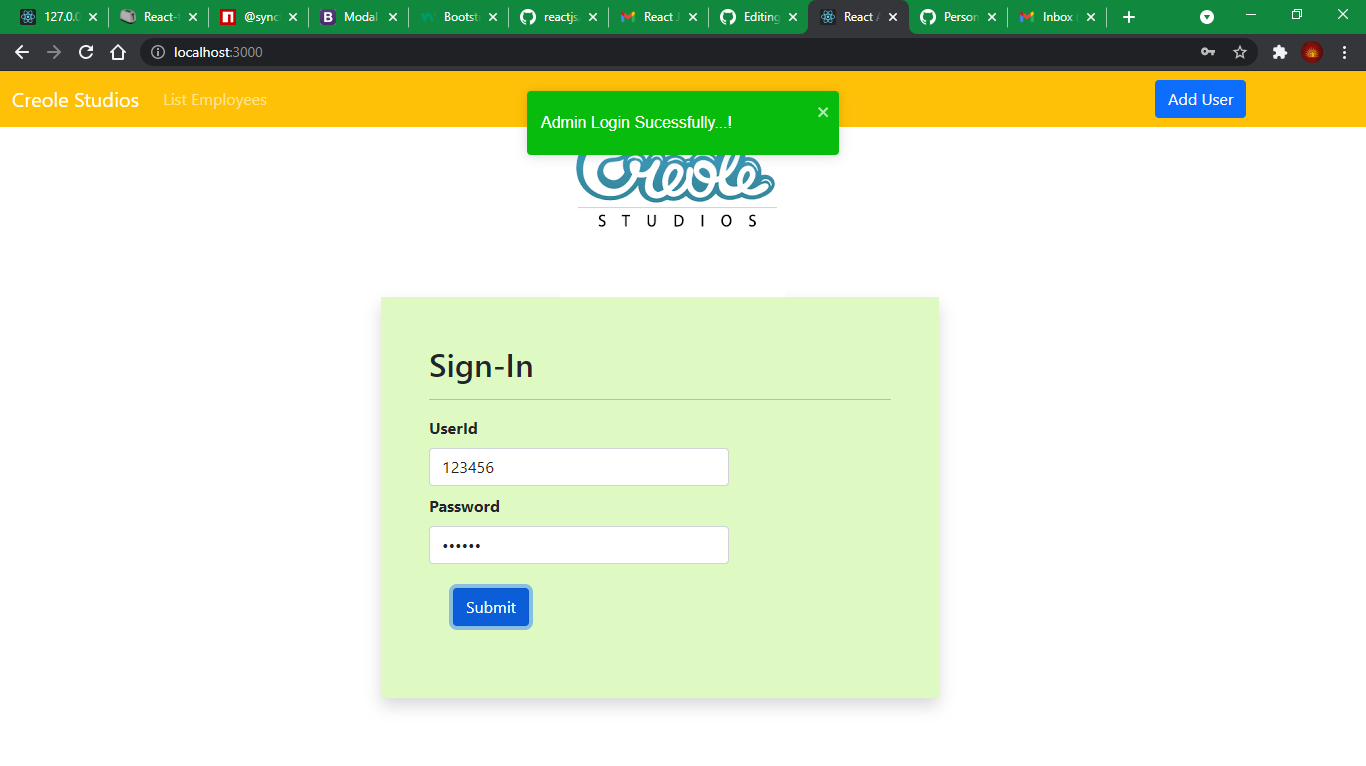 127.0.0 React- @sync Modal Bootst reactjs React J Editing React A Person Inbox
localhost:3000
Creole Studios List Employees Add User
Admin Login Sucessfully...!
Creole
STUDIOS
Sign-In
UserId
123456
Password
••••••
Submit